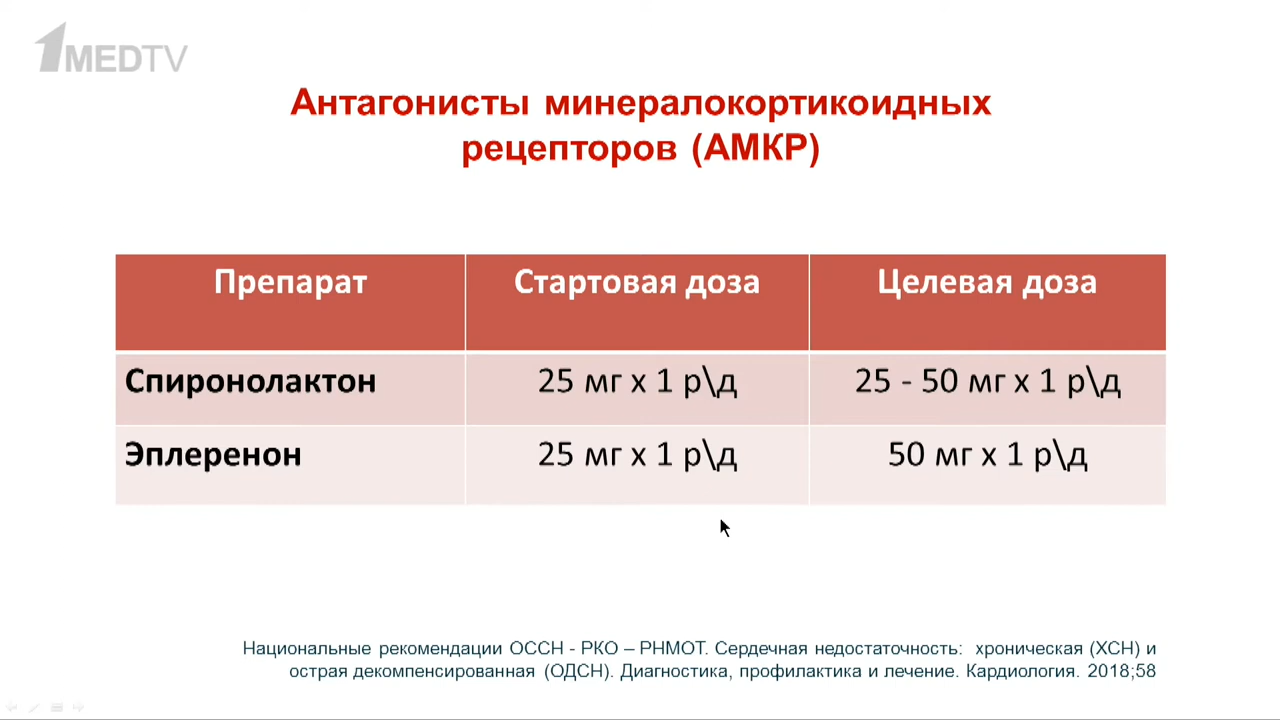 1MEDTV
Антагонисты минералокортикоидных
рецепторов (АМКР)
Препарат Стартовая доза Целевая доза
Спиронолактон 25 мг х 1 р\д 25 - 50 мг х 1 р\д
Эплеренон 25 мг х 1 р\д 50 мг х 1 р\д
Национальные рекомендации ОССН - РКО – РНМОТ. Сердечная недостаточность: хроническая (ХСН) и
острая декомпенсированная (ОДСН). Диагностика, профилактика и лечение. Кардиология. 2018;58